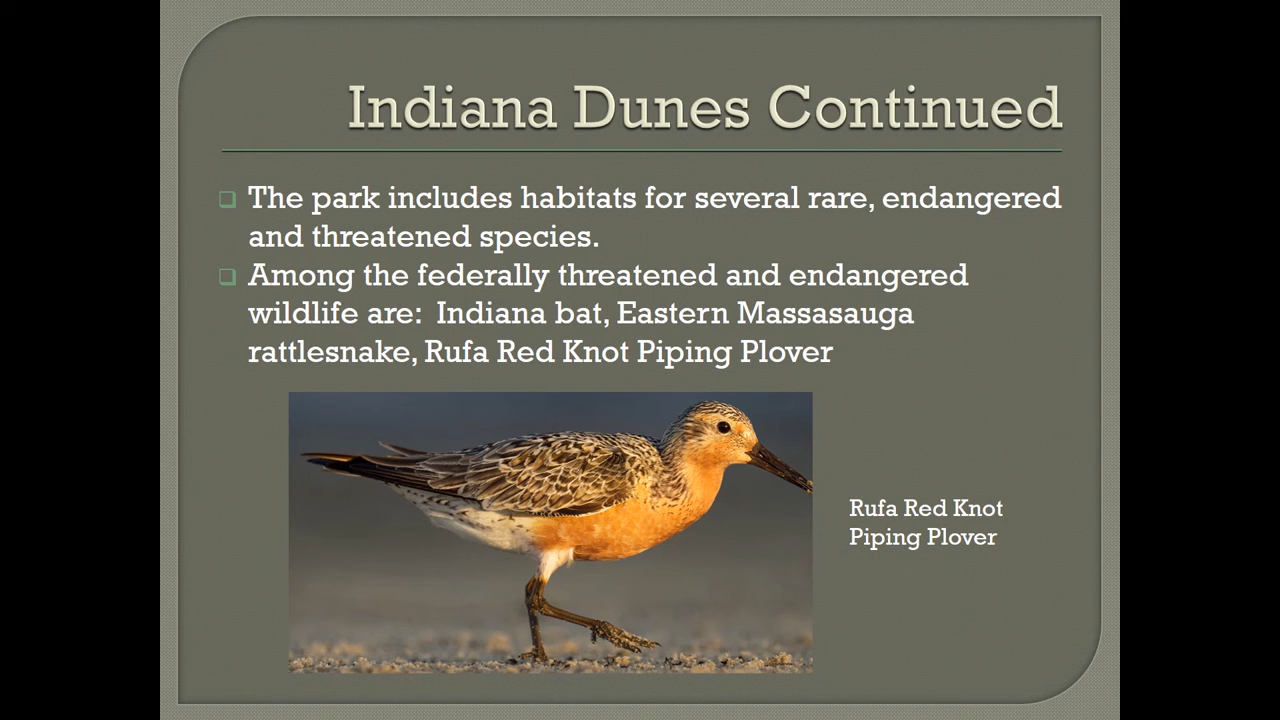 Indiana Dunes Continued
The park includes habitats for several rare, endangered
and threatened species.
Among the federally threatened and endangered
wildlife are:  Indiana bat, Eastern Massasauga
rattlesnake, Rufa Red Knot Piping Plover
Rufa Red Knot
Piping Plover